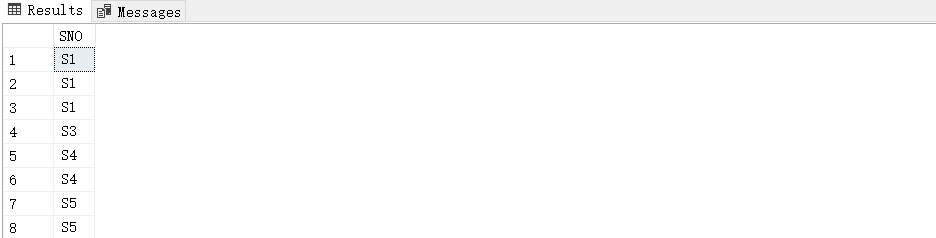 Results Messages
SNO
1 S1
2 S1
3 S1
4 S3
5 S4
6 S4
7 S5
8 S5